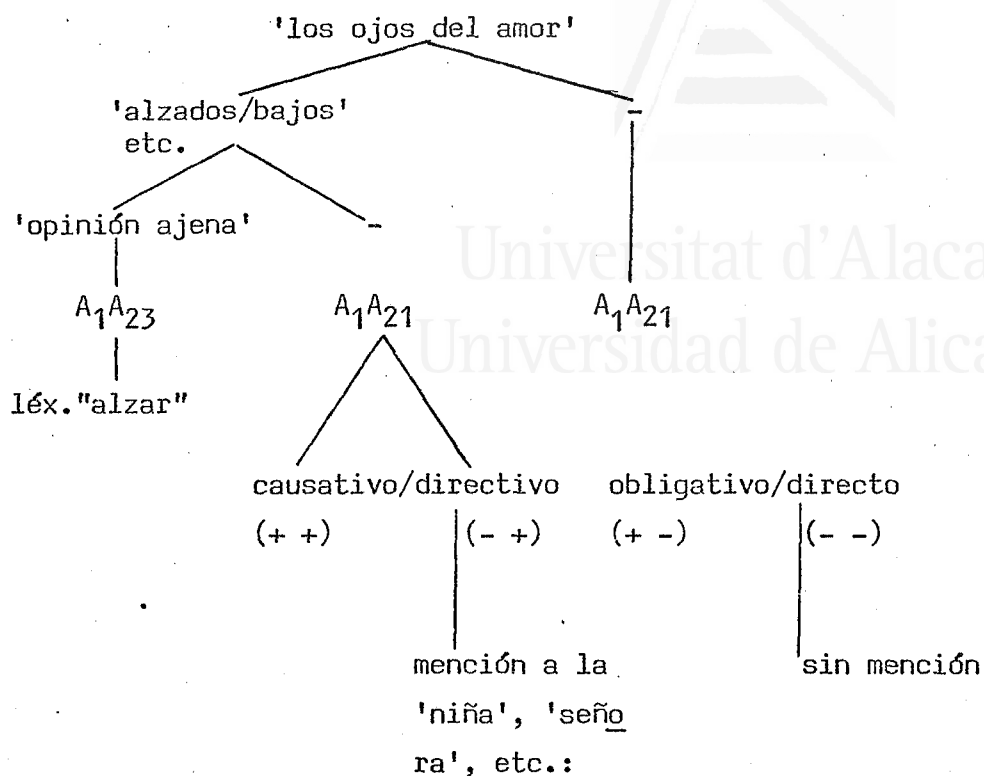 'los ojos del amor'
'alzados/bajos' -
etc.
'opinión ajena' -
A₁A₂₃ A₁A₂₁ A₁A₂₁
léx."alzar"
causativo/directivo obligativo/directo
(+ +) (- +) (+ -) (- -)
mención a la sin mención
'niña', 'seño
ra', etc.:
Universitat d'Alaca
Universidad de Alica